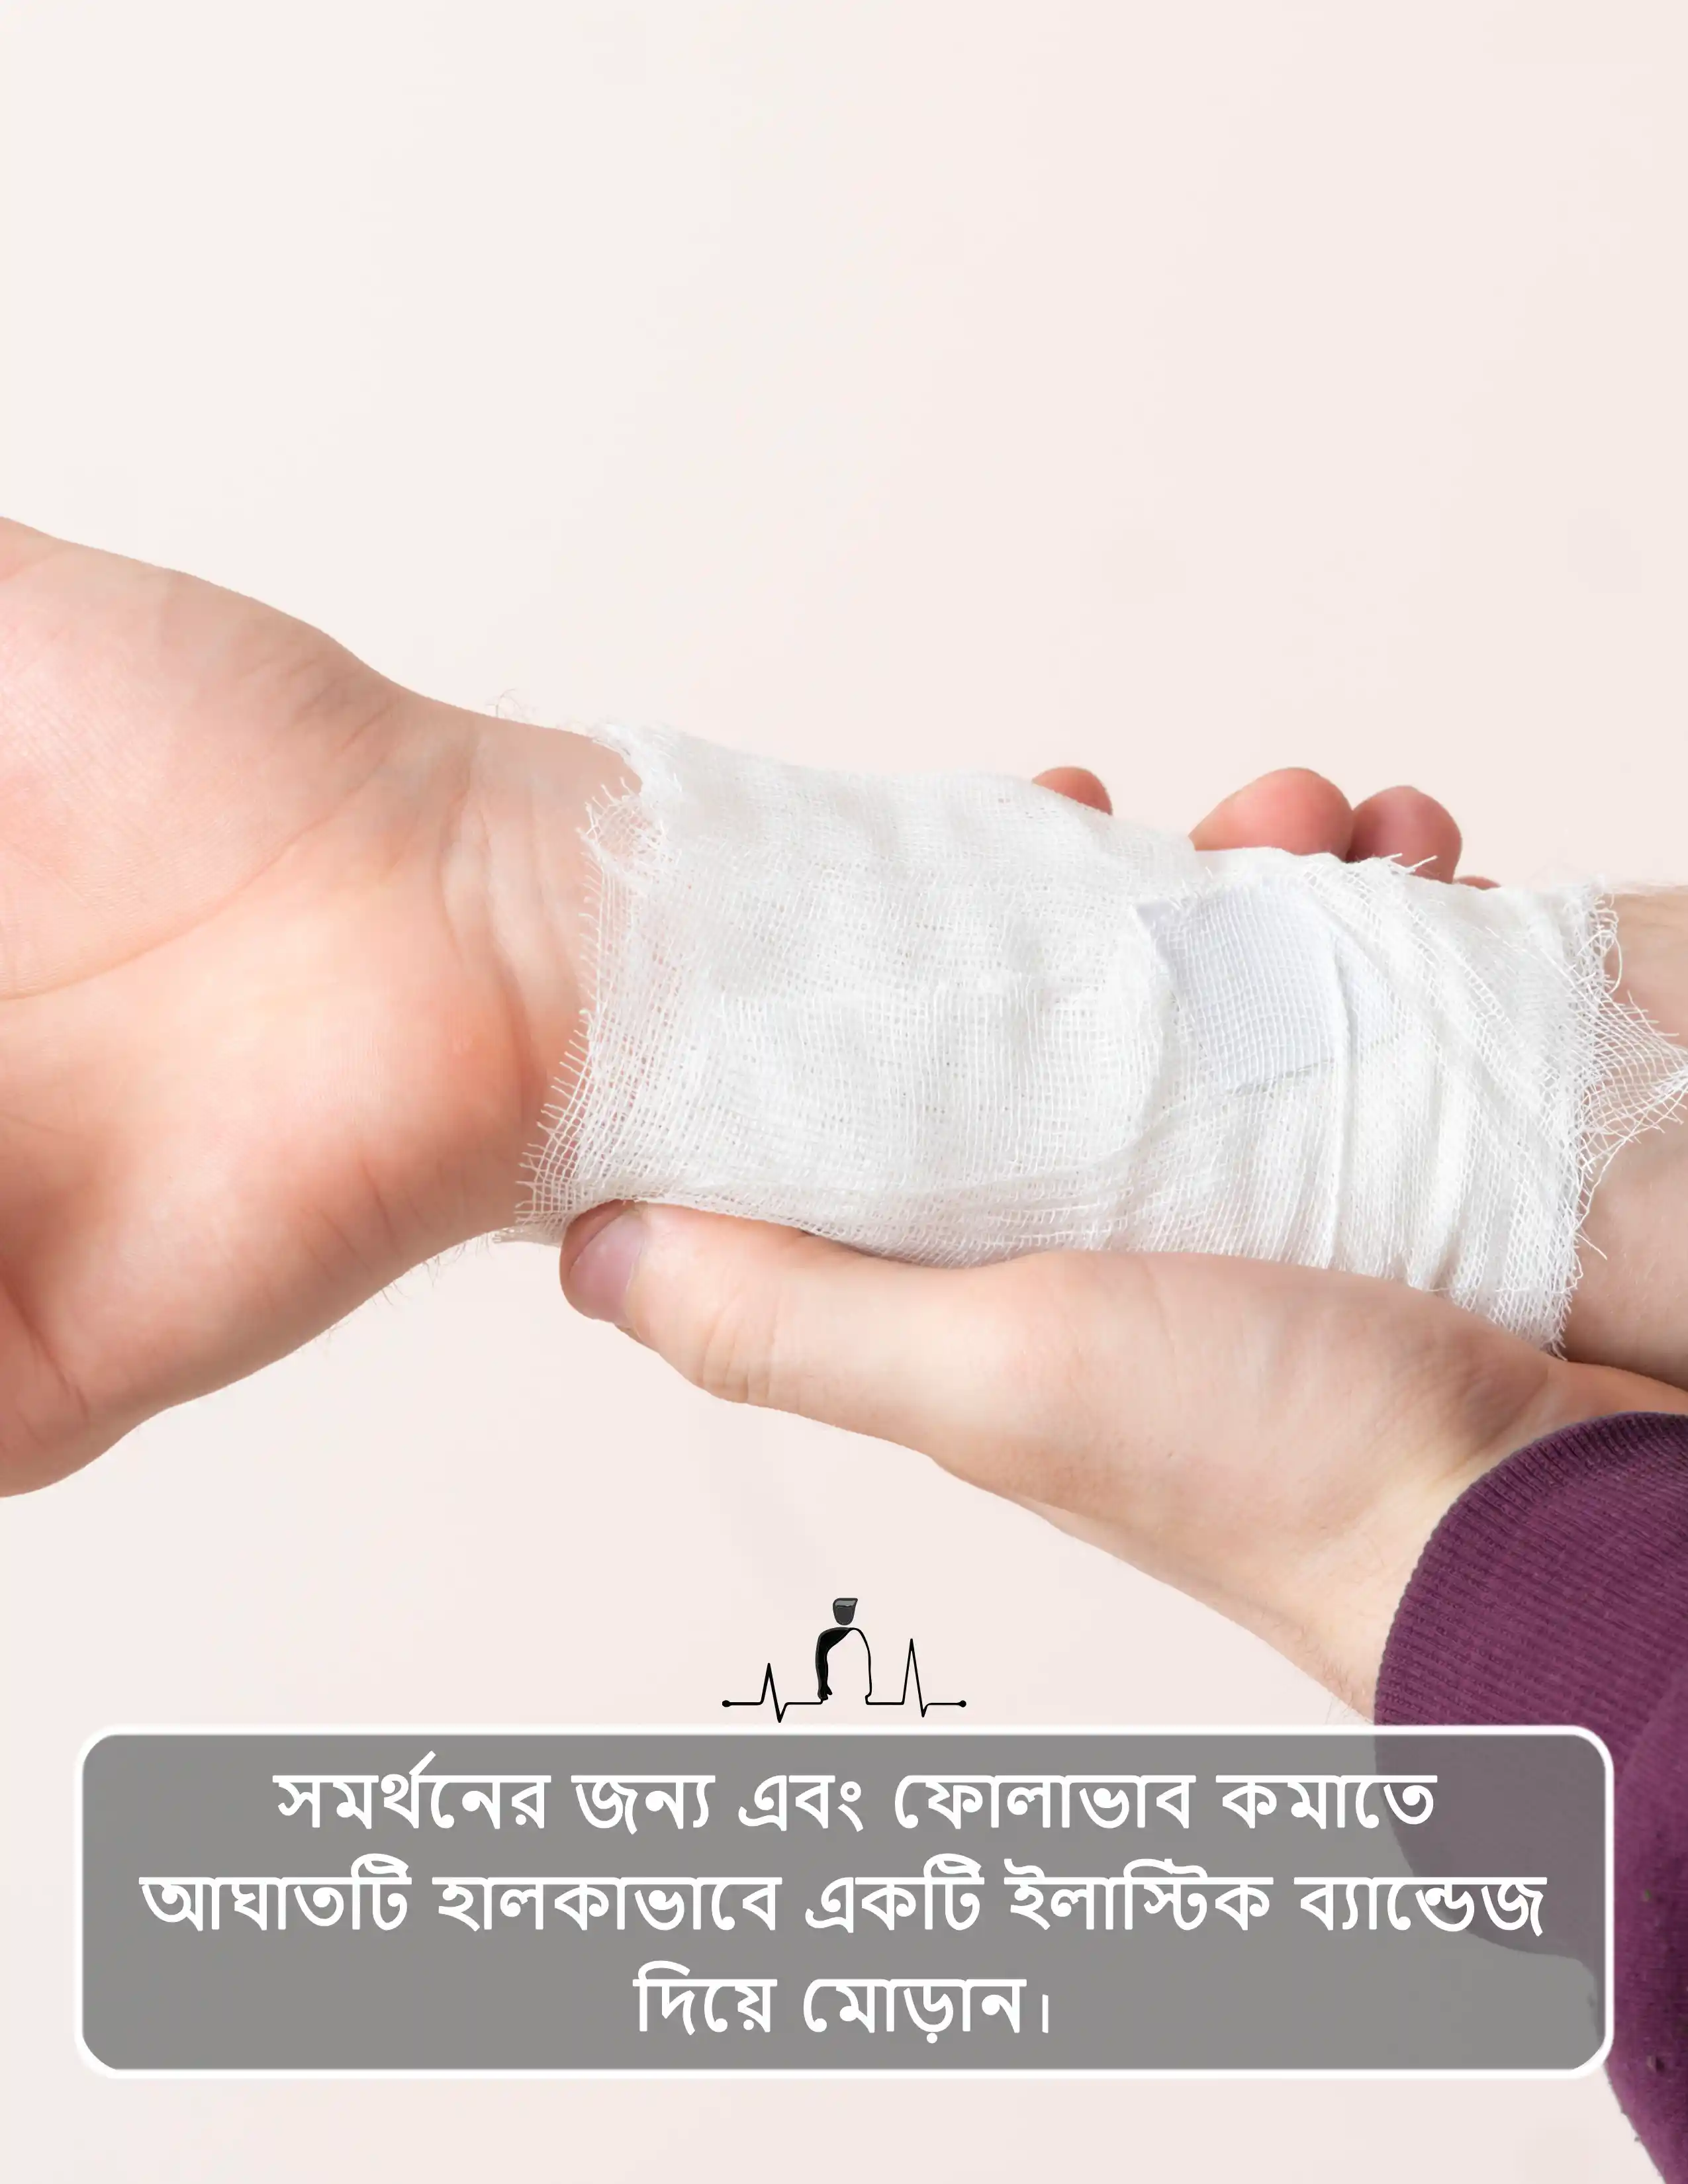 সমর্থনের জন্য এবং ফোলাভাব কমাতে
আঘাতটি হালকাভাবে একটি ইলাস্টিক ব্যান্ডেজ
দিয়ে মোড়ান।